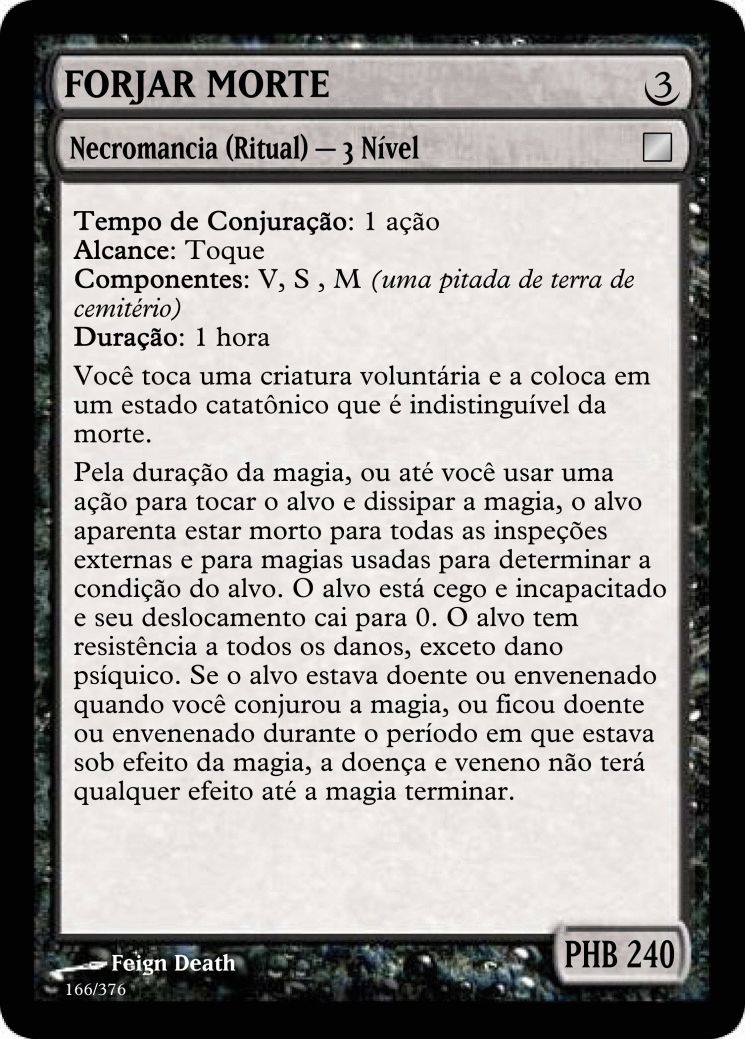 FORJAR MORTE
3
Necromancia (Ritual) — 3 Nível
Tempo de Conjuração: 1 ação
Alcance: Toque
Componentes: V, S , M (uma pitada de terra de
cemitério)
Duração: 1 hora
Você toca uma criatura voluntária e a coloca em
um estado catatônico que é indistinguível da
morte.
Pela duração da magia, ou até você usar uma
ação para tocar o alvo e dissipar a magia, o alvo
aparenta estar morto para todas as inspeções
externas e para magias usadas para determinar a
condição do alvo. O alvo está cego e incapacitado
e seu deslocamento cai para 0. O alvo tem
resistência a todos os danos, exceto dano
psíquico. Se o alvo estava doente ou envenenado
quando você conjurou a magia, ou ficou doente
ou envenenado durante o período em que estava
sob efeito da magia, a doença e veneno não terá
qualquer efeito até a magia terminar.
PHB 240
Feign Death
166/376